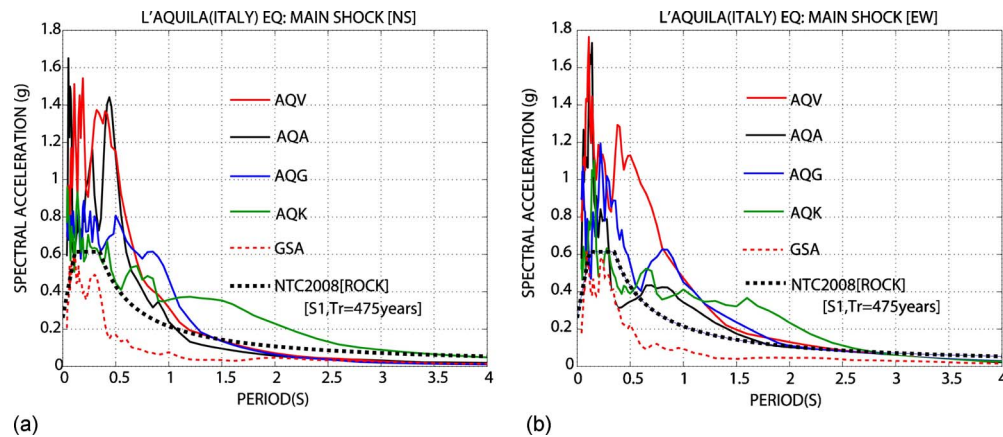 L'AQUILA(ITALY) EQ: MAIN SHOCK [NS]
SPECTRAL ACCELERATION (g)
1.8
1.6
1.4
1.2
1
0.8
0.6
0.4
0.2
0
AQV
AQA
AQG
AQK
GSA
NTC2008[ROCK]
[S1,Tr=475years]
0 0.5 1 1.5 2 2.5 3 3.5 4
PERIOD(S)
(a)
L'AQUILA(ITALY) EQ: MAIN SHOCK [EW]
SPECTRAL ACCELERATION (g)
1.8
1.6
1.4
1.2
1
0.8
0.6
0.4
0.2
0
AQV
AQA
AQG
AQK
GSA
NTC2008[ROCK]
[S1,Tr=475years]
0 0.5 1 1.5 2 2.5 3 3.5 4
PERIOD(S)
(b)